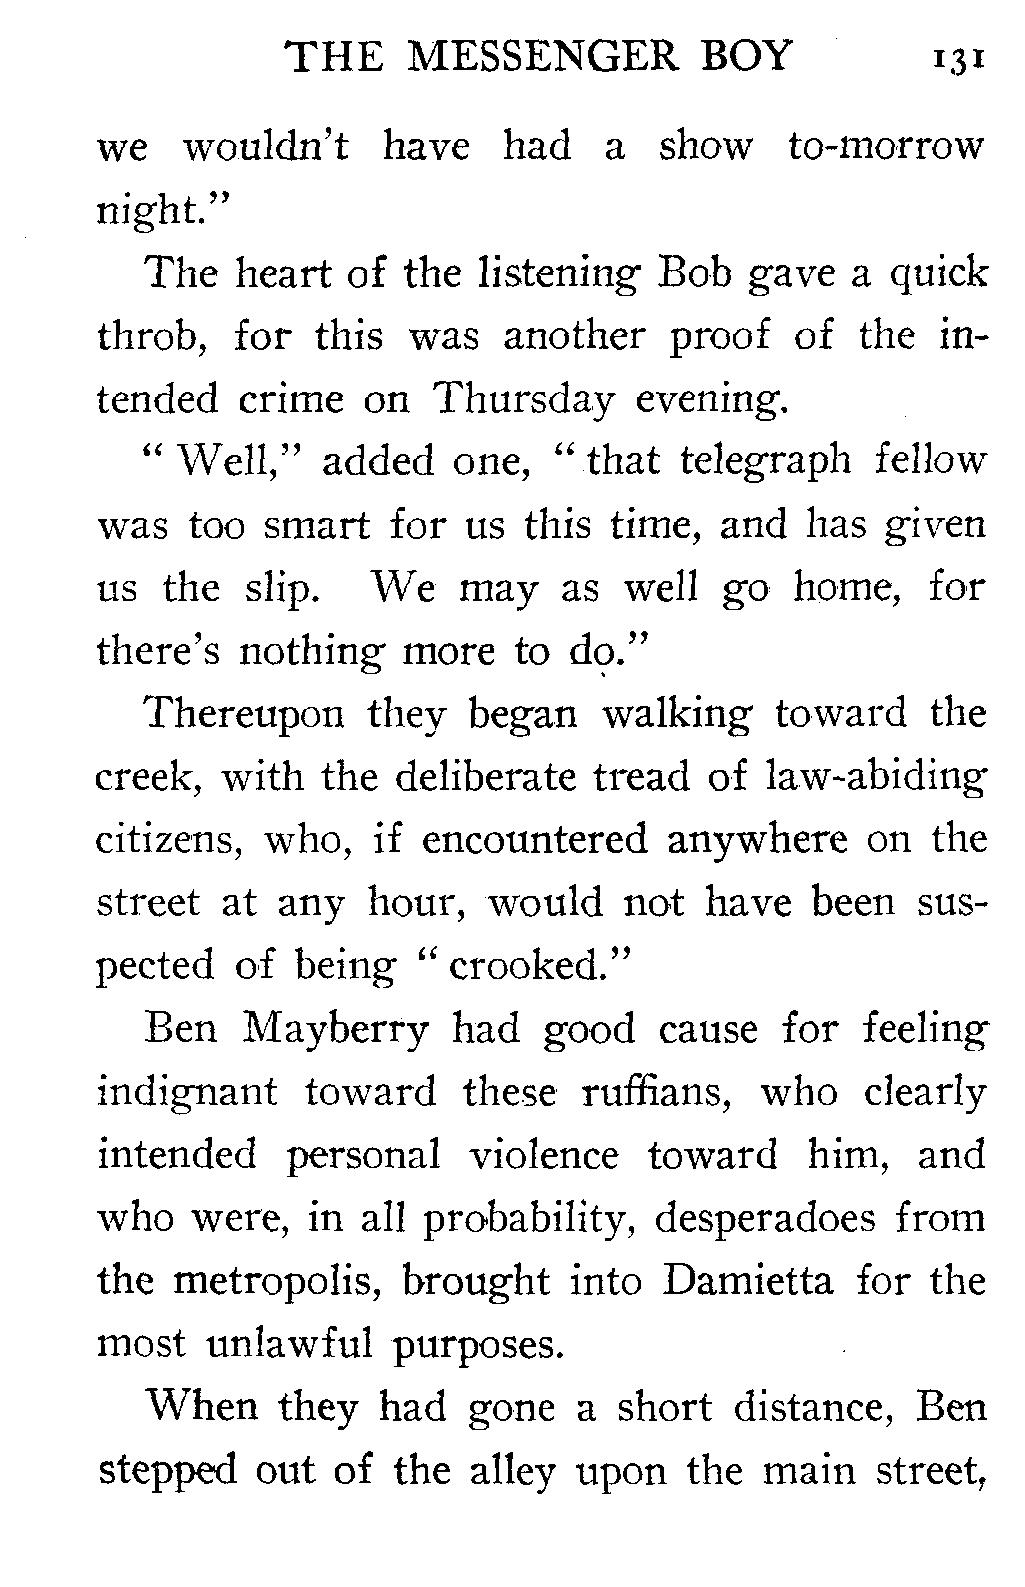 THE MESSENGER BOY 131
we wouldn't have had a show to-morrow
night."
The heart of the listening Bob gave a quick
throb, for this was another proof of the in-
tended crime on Thursday evening.
" Well," added one, " that telegraph fellow
was too smart for us this time, and has given
us the slip. We may as well go home, for
there's nothing more to do."
Thereupon they began walking toward the
creek, with the deliberate tread of law-abiding
citizens, who, if encountered anywhere on the
street at any hour, would not have been sus-
pected of being " crooked."
Ben Mayberry had good cause for feeling
indignant toward these ruffians, who clearly
intended personal violence toward him, and
who were, in all probability, desperadoes from
the metropolis, brought into Damietta for the
most unlawful purposes.
When they had gone a short distance, Ben
stepped out of the alley upon the main street,